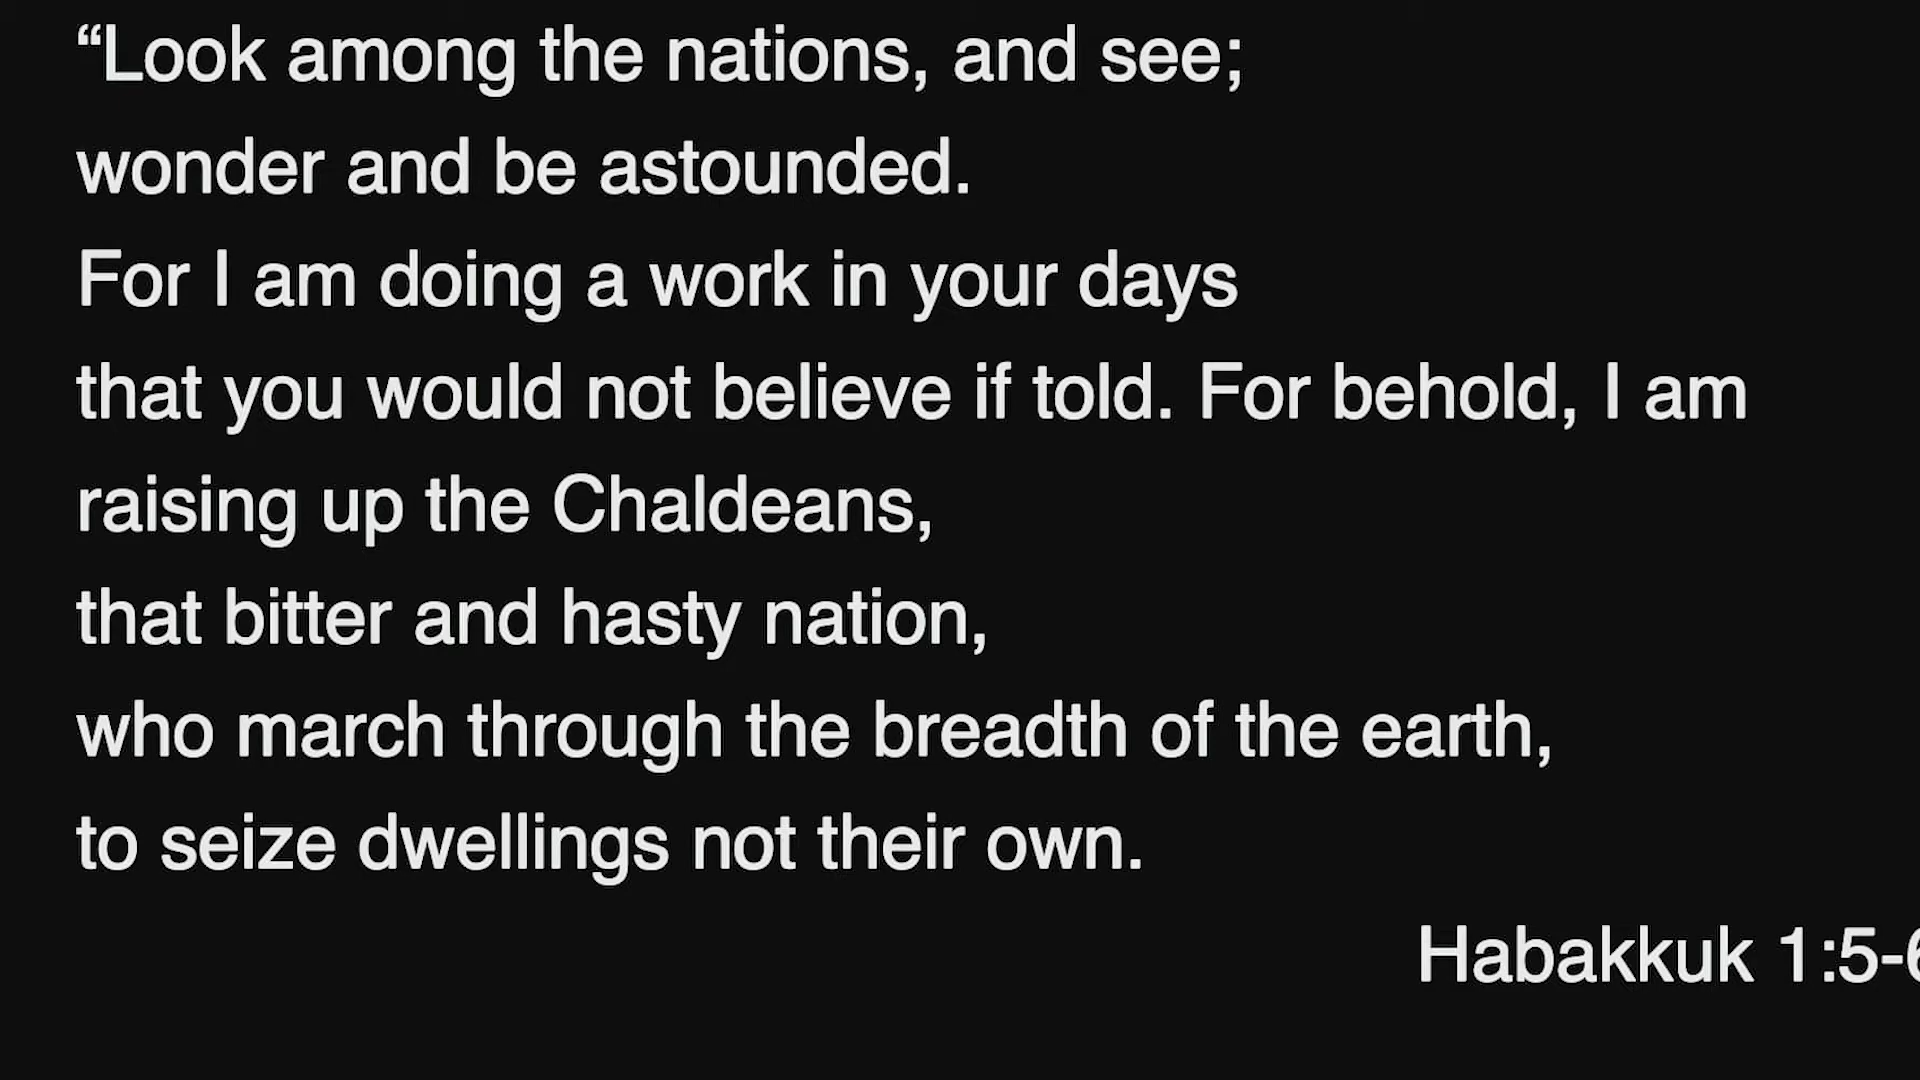 “Look among the nations, and see;
wonder and be astounded.
For I am doing a work in your days
that you would not believe if told. For behold, I am
raising up the Chaldeans,
that bitter and hasty nation,
who march through the breadth of the earth,
to seize dwellings not their own.
Habakkuk 1:5-6